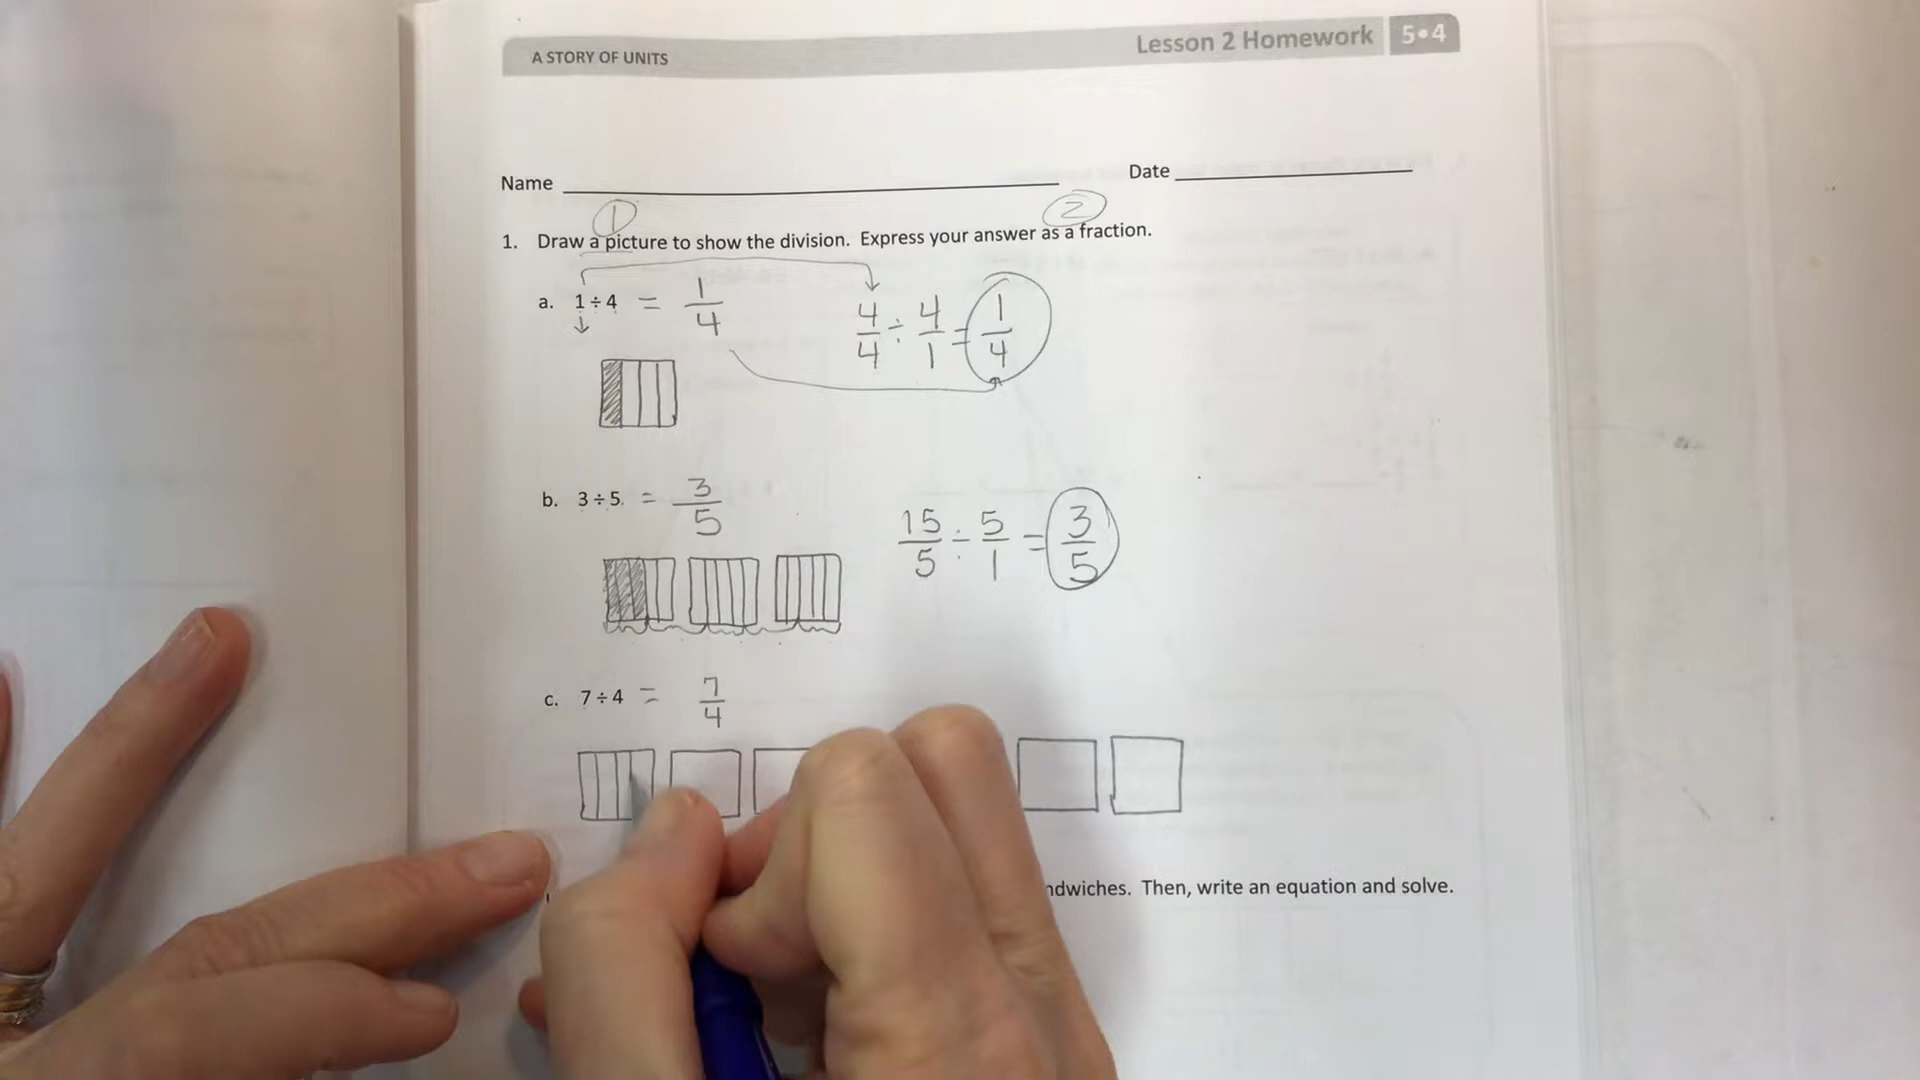 A STORY OF UNITS
Lesson 2 Homework 5•4
Name
Date
1
2
1. Draw a picture to show the division. Express your answer as a fraction.
a. 1 ÷ 4 = 1/4
4/4 ÷ 4/1 = 1/4
b. 3 ÷ 5 = 3/5
15/5 ÷ 5/1 = 3/5
c. 7 ÷ 4 = 7/4
Then, write an equation and solve.